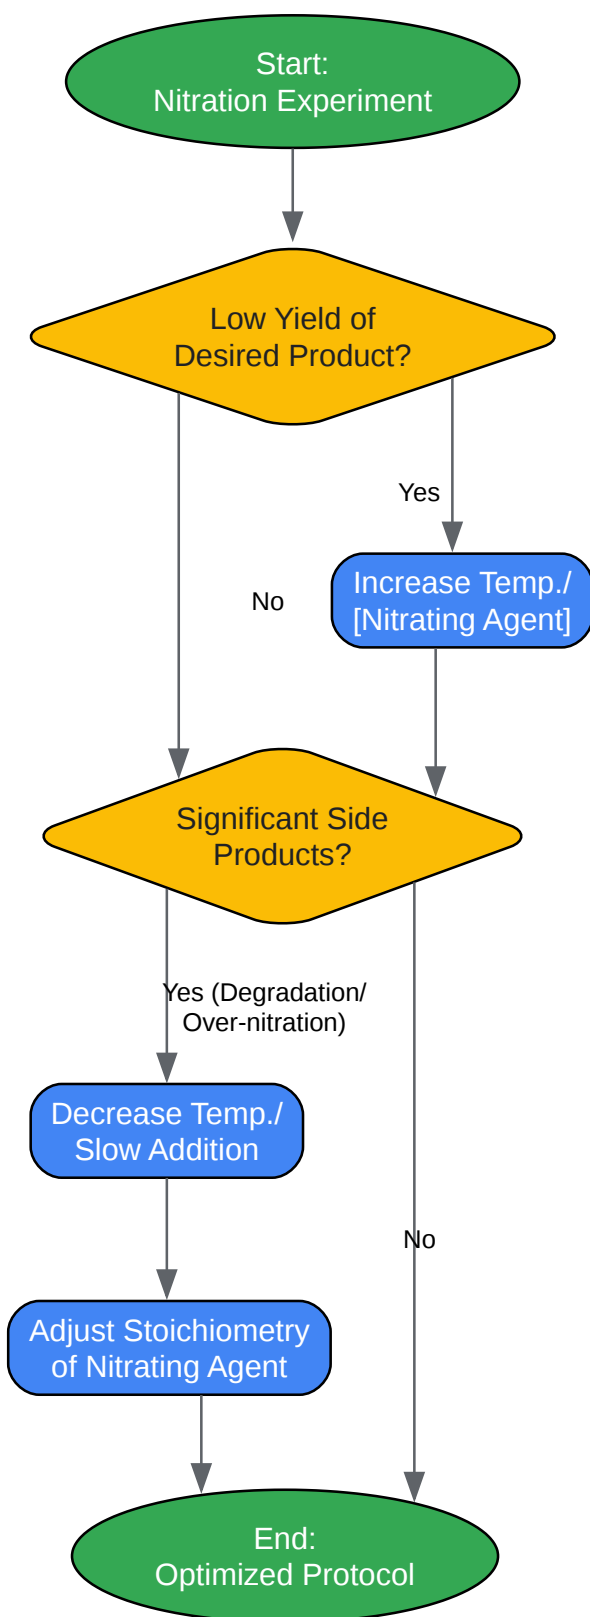 Start:
Nitration Experiment
Low Yield of
Desired Product?
Yes
Increase Temp./
[Nitrating Agent]
No
Significant Side
Products?
Yes (Degradation/
Over-nitration)
Decrease Temp./
Slow Addition
No
Adjust Stoichiometry
of Nitrating Agent
End:
Optimized Protocol